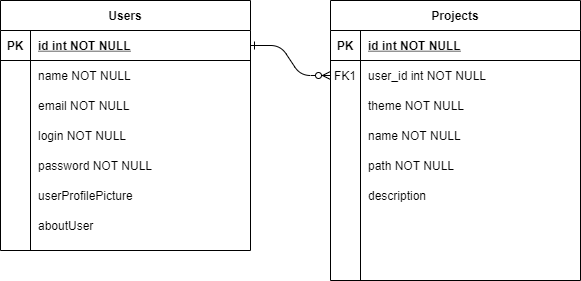 Users
PK id int NOT NULL
name NOT NULL
email NOT NULL
login NOT NULL
password NOT NULL
userProfilePicture
aboutUser
Projects
PK id int NOT NULL
FK1 user_id int NOT NULL
theme NOT NULL
name NOT NULL
path NOT NULL
description